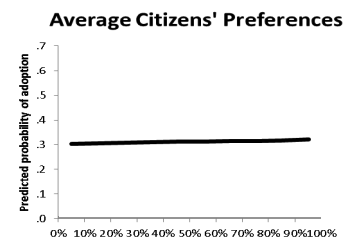 Average Citizens' Preferences
Predicted probability of adoption
.7
.6
.5
.4
.3
.2
.1
.0
0% 10% 20% 30% 40% 50% 60% 70% 80% 90%100%